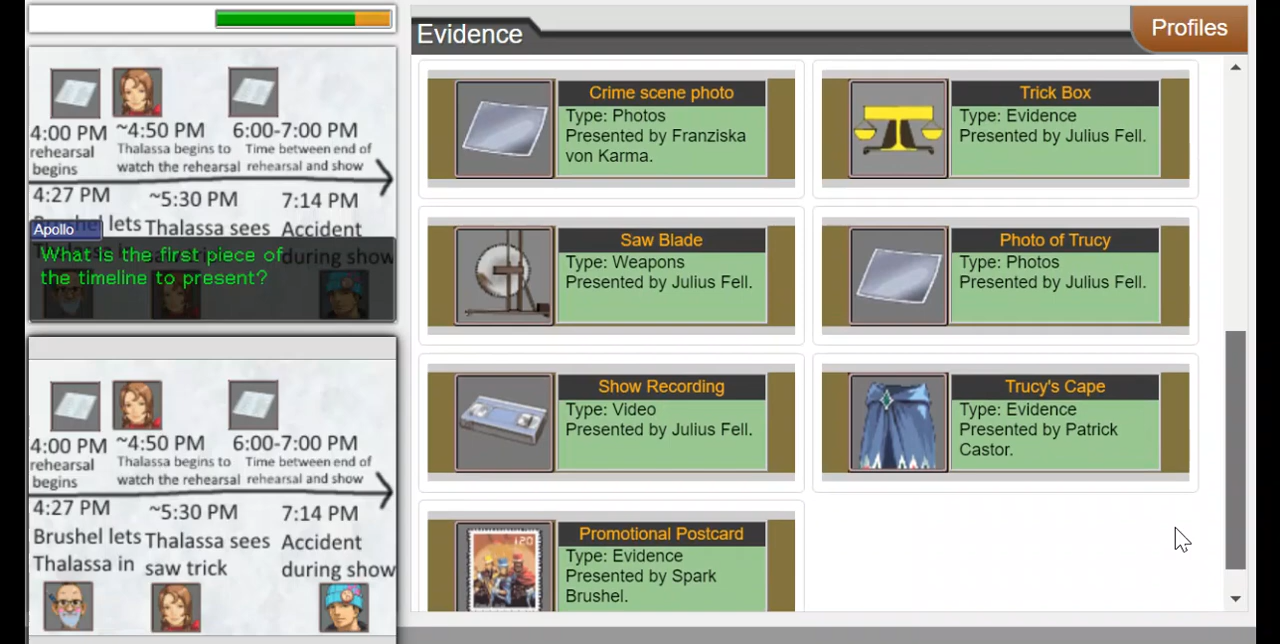 Evidence
Profiles
4:00 PM
rehearsal
begins
~4:50 PM
Thalassa begins to
watch the rehearsal
6:00-7:00 PM
Time between end of
rehearsal and show
4:27 PM
Brushel lets
~5:30 PM
Thalassa sees
7:14 PM
Accident
during show
Apollo
What is the first piece of
the timeline to present?
4:00 PM
rehearsal
begins
~4:50 PM
Thalassa begins to
watch the rehearsal
6:00-7:00 PM
Time between end of
rehearsal and show
4:27 PM
Brushel lets
Thalassa in
~5:30 PM
Thalassa sees
saw trick
7:14 PM
Accident
during show
Crime scene photo
Type: Photos
Presented by Franziska
von Karma.
Trick Box
Type: Evidence
Presented by Julius Fell.
Saw Blade
Type: Weapons
Presented by Julius Fell.
Photo of Trucy
Type: Photos
Presented by Julius Fell.
Show Recording
Type: Video
Presented by Julius Fell.
Trucy's Cape
Type: Evidence
Presented by Patrick
Castor.
Promotional Postcard
120
Type: Evidence
Presented by Spark
Brushel.